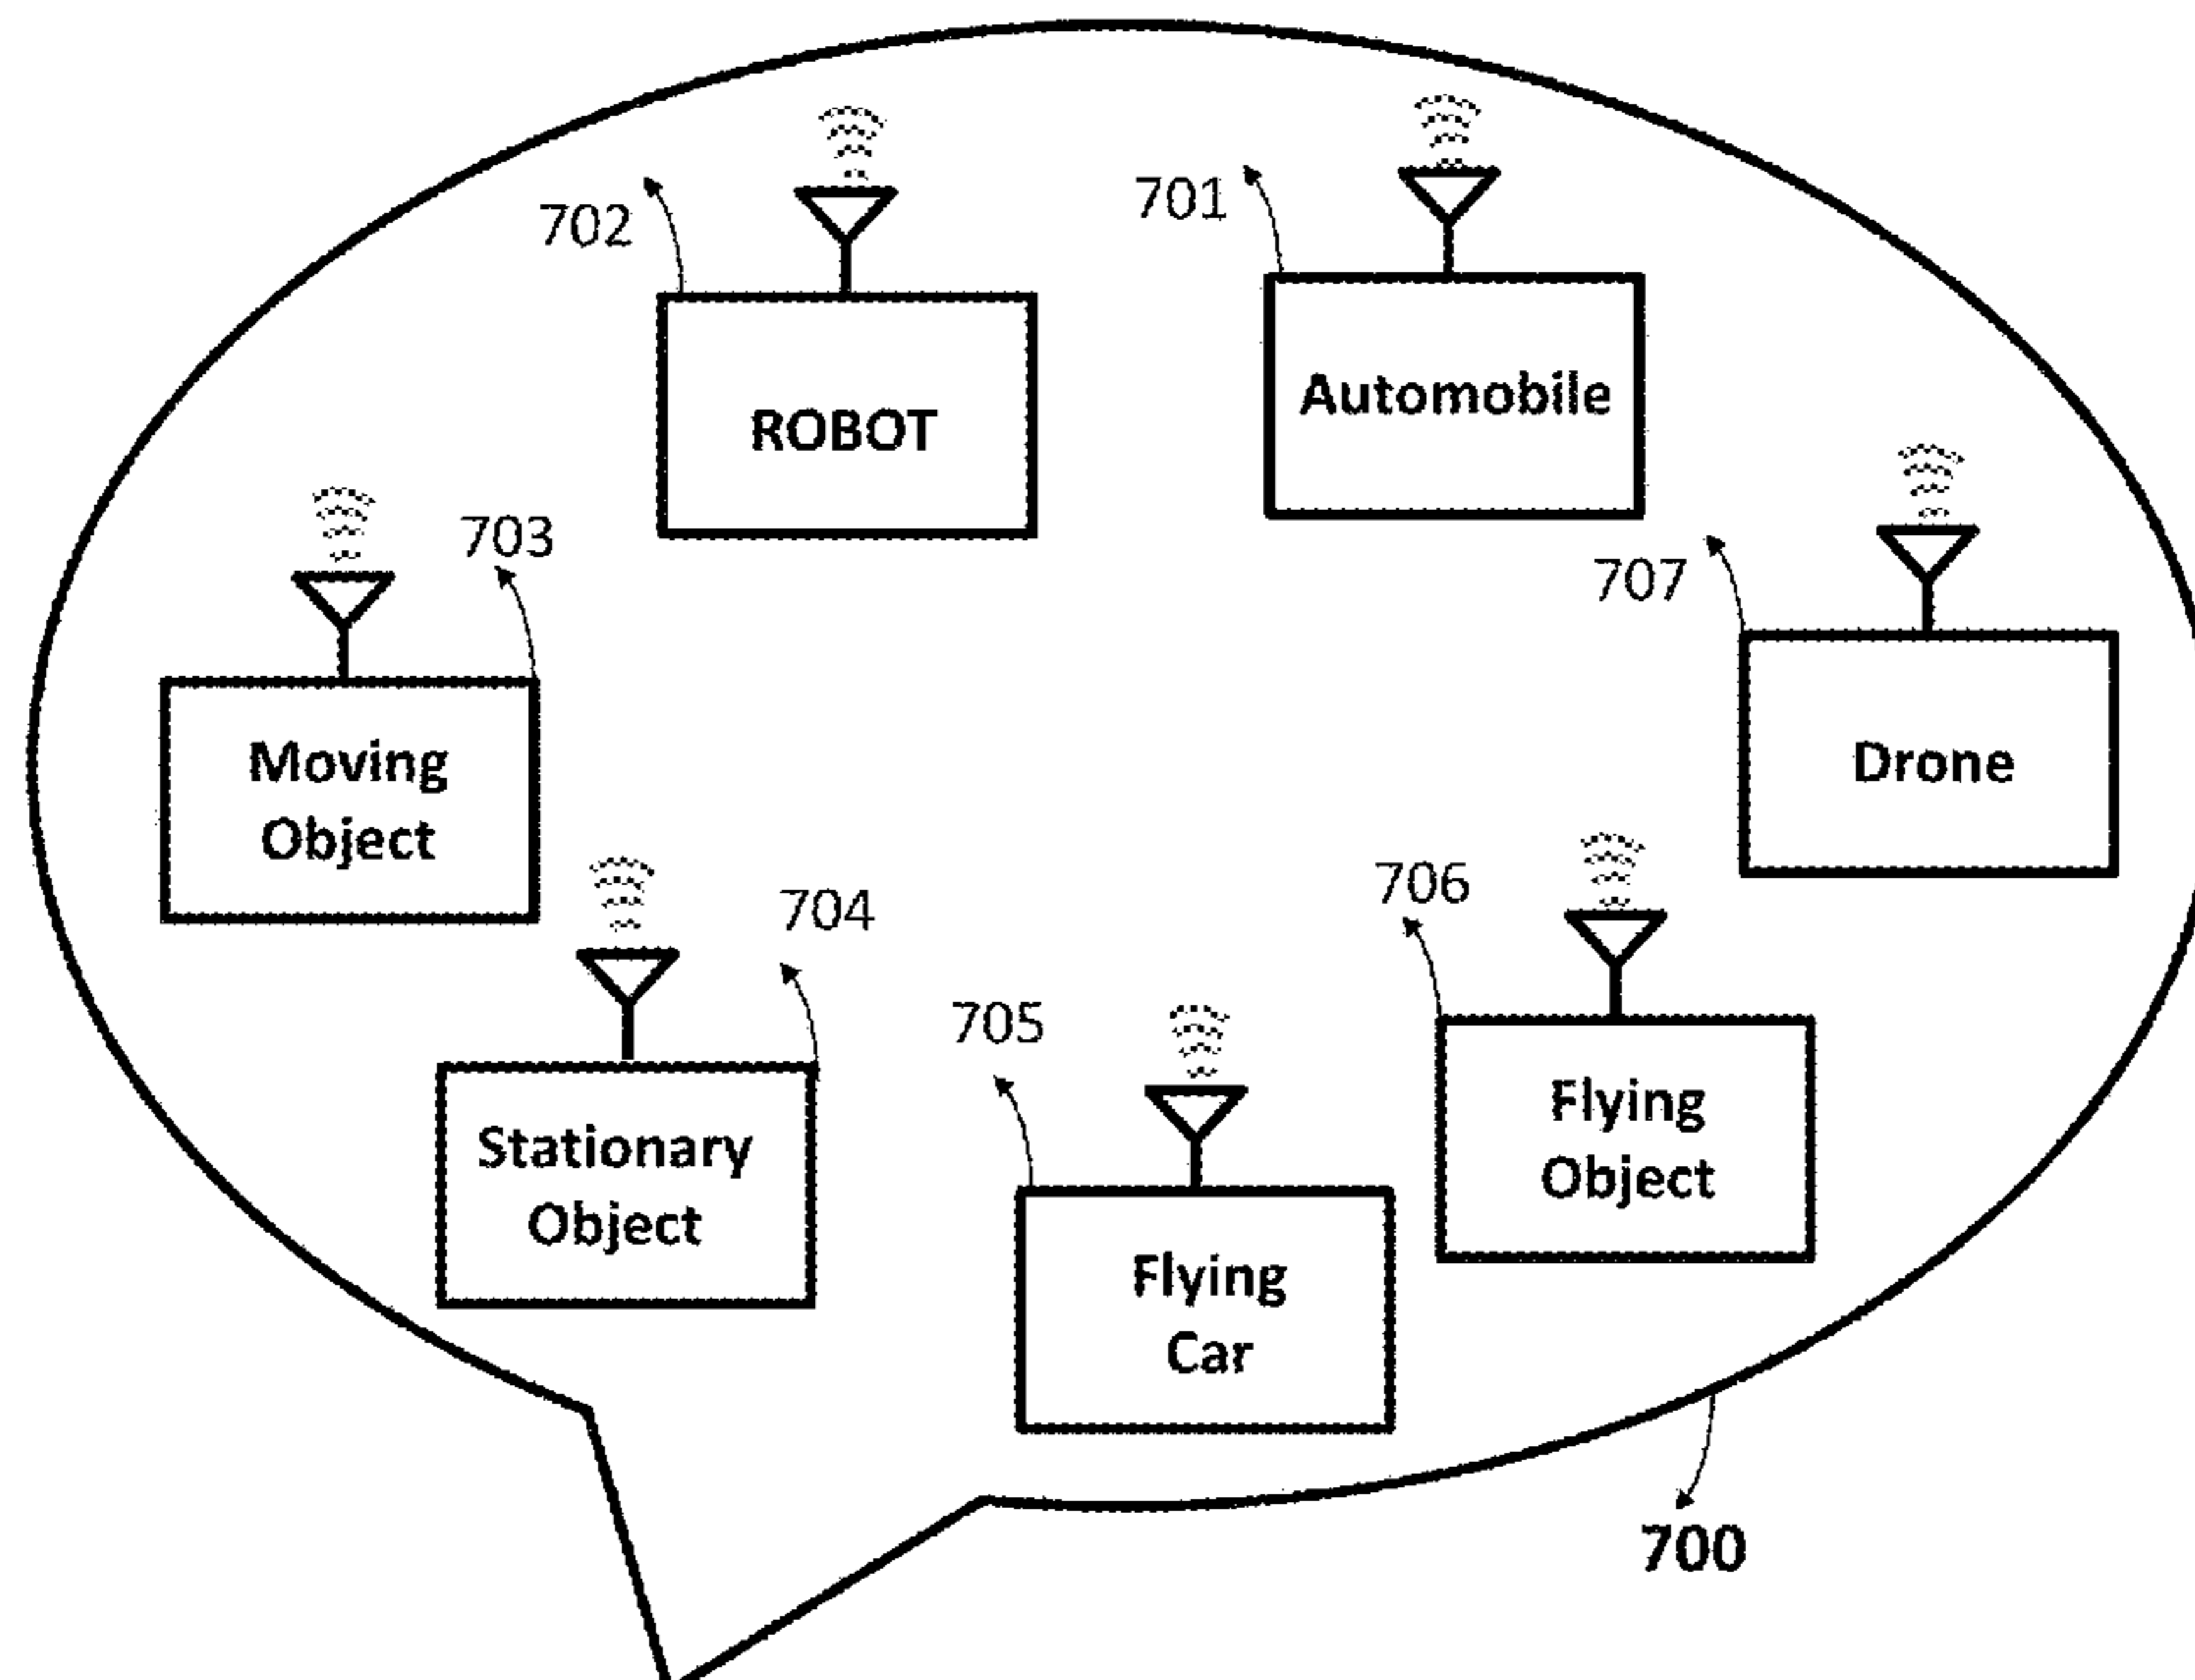 702
701
ROBOT
Automobile
703
707
Moving
Object
Drone
704
706
705
Stationary
Object
Flying
Object
Flying
Car
700